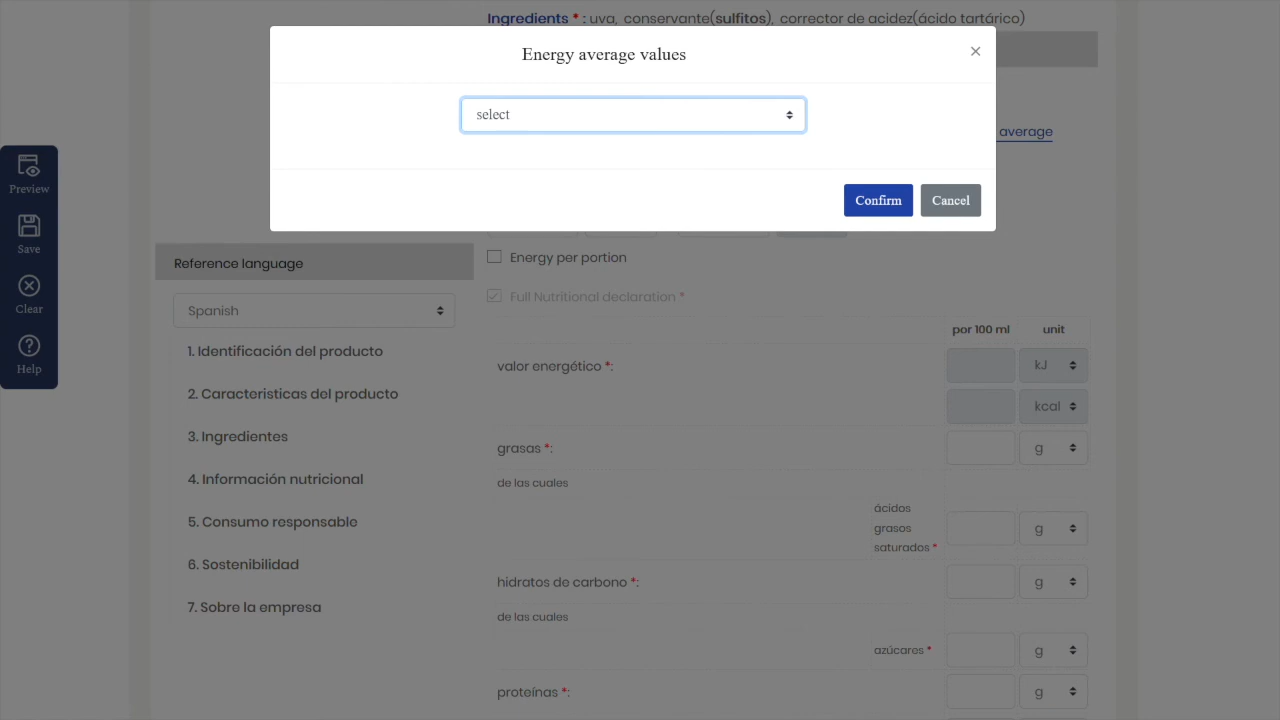 Ingredients * : uva, conservante(sulfitos), corrector de acidez(ácido tartárico)
Energy average values
×
select
average
Confirm
Cancel
Preview
Save
Clear
Help
Reference language
Spanish
1. Identificación del producto
2. Caracteristicas del producto
3. Ingredientes
4. Información nutricional
5. Consumo responsable
6. Sostenibilidad
7. Sobre la empresa
Energy per portion
Full Nutritional declaration *
por 100 ml unit
valor energético *: kJ
kcal
grasas *: g
de las cuales
ácidos
grasos
saturados * g
hidratos de carbono *: g
de las cuales
azúcares * g
proteínas *: g